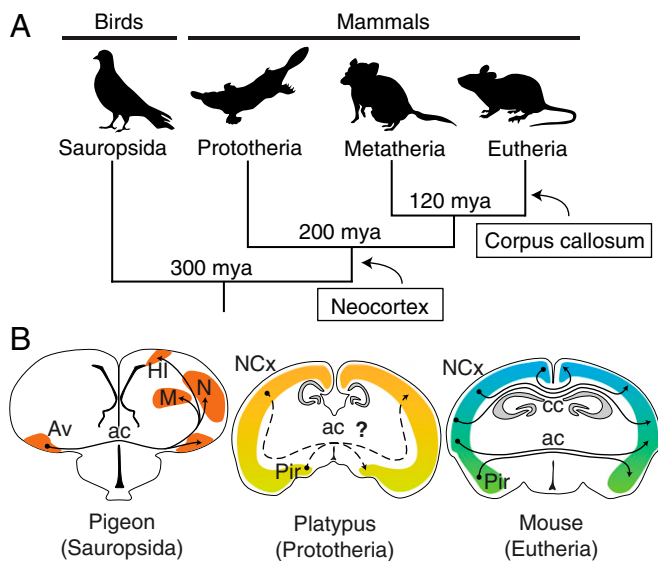 A
Birds
Mammals
Sauropsida
Prototheria
Metatheria
Eutheria
120 mya
200 mya
Corpus callosum
300 mya
Neocortex
B
Hl
M
N
Av
ac
Pigeon
(Sauropsida)
NCx
ac ?
Pir
Platypus
(Prototheria)
NCx
cc
ac
Pir
Mouse
(Eutheria)